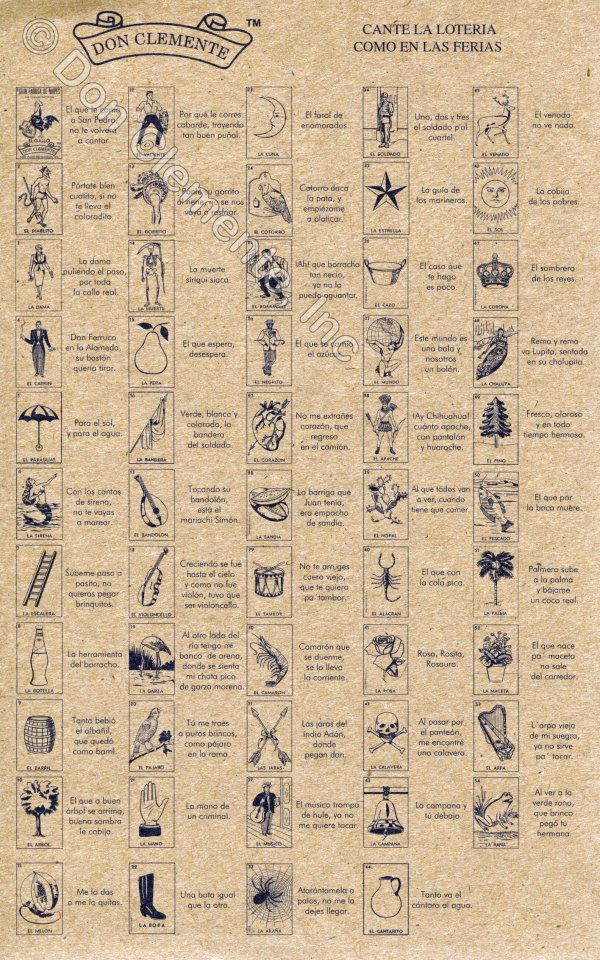 DON CLEMENTE ™
CANTE LA LOTERIA
COMO EN LAS FERIAS
© Don Clemente, Inc
DON CLEMENTE
EL GALLO
El que le cantó
a San Pedro
no le volverá
a cantar.
EL DIABLITO
Pórtate bien
cuatito, si no
te lleva el
coloradito
3
LA DAMA
La dama
puliendo el paso,
por toda
la calle real.
4
EL CATRIN
Don Ferruco
en la Alameda,
su bastón
quería tirar.
5
EL PARAGUAS
Para el sol,
y para el agua.
6
LA SIRENA
Con los cantos
de sirena,
no te vayas
a marear.
7
LA ESCALERA
Súbeme paso a
pasito, no
quieras pegar
brinquitos.
8
LA BOTELLA
La herramienta
del borracho.
9
EL BARRIL
Tanto bebió
el albañil,
que quedó
como barril.
10
EL ARBOL
El que a buen
árbol se arrima,
buena sombra
le cobija.
11
EL MELON
Me lo das
o me lo quitas.
12
VALIENTE
Por qué le corres
cobarde, trayendo
tan buen puñal.
EL GORRITO
Ponle su gorrito
al nene, no se nos
vaya a resfriar.
14
LA MUERTE
La muerte
siriqui siaca.
15
LA PERA
El que espera,
desespera.
16
LA BANDERA
Verde, blanco y
colorado, la
bandera
del soldado.
17
EL BANDOLON
Tocando su
bandolón,
está el
mariachi Simón.
18
EL VIOLONCELLO
Creciendo se fué
hasta el cielo
y como no fue
violón, tuvo que
ser violoncello.
19
LA GARZA
Al otro lado del
río tengo mi
banco de arena,
donde se sienta
mi chata pico
de garza morena.
20
EL PAJARO
Tú me traes
a puros brincos,
como pájaro
en la rama.
21
LA MANO
La mano de
un criminal.
22
LA BOTA
Una bota igual
que la otra.
23
LA LUNA
El farol de
enamorados.
24
EL COTORRO
Cotorro daca
la pata, y
empiézame
a platicar.
EL BORRACHO
¡Ah! que borracho
tan necio,
ya no lo
puedo aguantar.
EL NEGRITO
El que se comió
el azúcar.
27
EL CORAZON
No me extrañes
corazón, que
regreso
en el camión.
28
LA SANDIA
La barriga que
Juan tenía,
era empacho
de sandía.
29
EL TAMBOR
No te arruges
cuero viejo,
que te quiero
pa' tambor.
30
EL CAMARON
Camarón que
se duerme,
se lo lleva
la corriente.
31
LAS JARAS
Las jaras del
indio Adán,
donde
pegan dan.
32
EL MUSICO
El músico trompa
de hule, ya no
me quiere tocar.
33
LA ARAÑA
Atarántamela a
palos, no me la
dejes llegar.
34
EL SOLDADO
Uno, dos y tres
el soldado p'al
cuartel.
35
LA ESTRELLA
La guía de
los marineros.
36
EL CAZO
El caso que
te hago
es poco.
37
EL MUNDO
Este mundo es
una bola y
nosotros
un bolón.
38
EL APACHE
¡Ay Chihuahua!
cuánto apache,
con pantalón
y huarache.
39
EL NOPAL
Al que todos van
a ver, cuando
tiene que comer.
40
EL ALACRAN
El que con
la cola pica.
41
LA ROSA
Rosa, Rosita,
Rosaura.
42
LA CALAVERA
Al pasar por
el panteón,
me encontré
una calavera.
43
LA CAMPANA
La campana y
tú debajo.
44
EL CANTARITO
Tanto va el
cántaro al agua.
45
EL VENADO
El venado
no ve nada.
46
EL SOL
La cobija
de los pobres.
47
LA CORONA
El sombrero
de los reyes.
48
LA CHALUPA
Rema y rema
va Lupita, sentada
en su chalupita.
49
EL PINO
Fresco, oloroso
y en todo
tiempo hermoso.
50
EL PESCADO
El que por
la boca muere.
51
LA PALMA
Palmero sube
a la palma
y bájame
un coco real.
52
LA MACETA
El que nace
pa' maceta
no sale
del corredor.
53
EL ARPA
L' arpa vieja
de mi suegra,
ya no sirve
pa' tocar.
54
LA RANA
Al ver a la
verde rana,
que brinco
pegó tú
hermana.